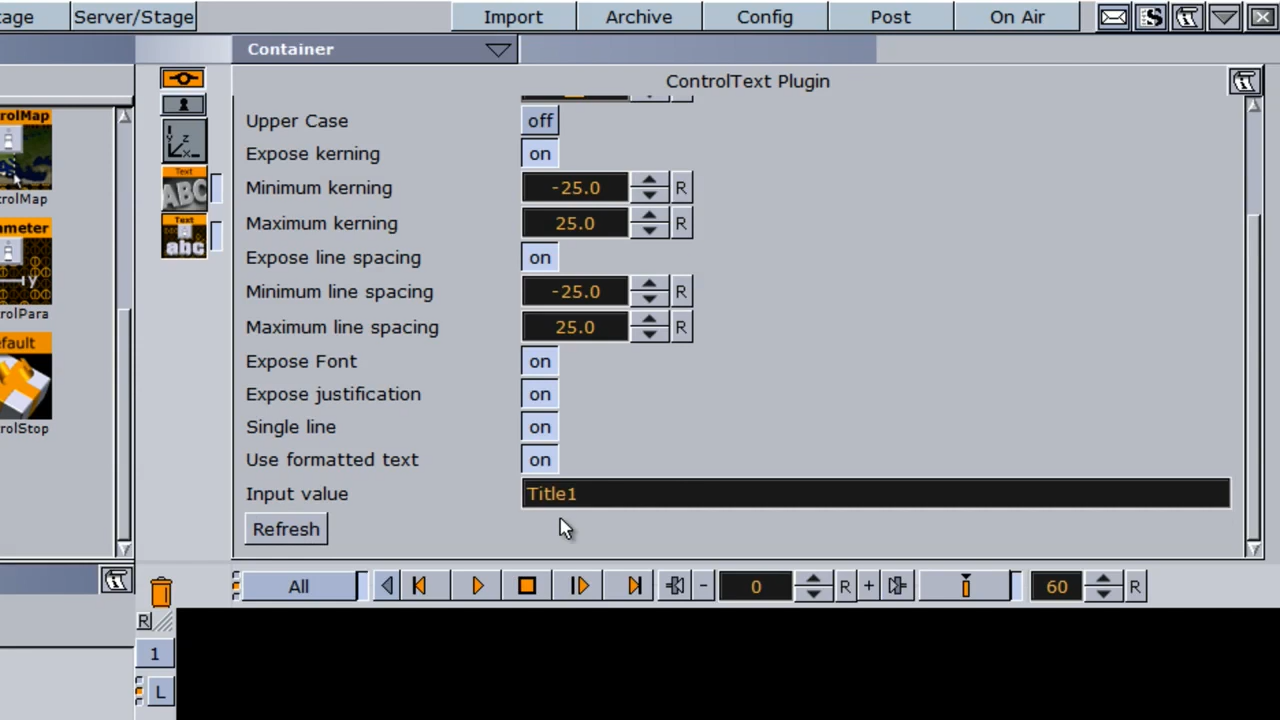 tage Server/Stage Import Archive Config Post On Air
Container
ControlText Plugin
rolMap
rolMap
ameter
rolPara
efault
rolStop
y z
x
Text
ABC
Text
abc
Upper Case off
Expose kerning on
Minimum kerning -25.0 R
Maximum kerning 25.0 R
Expose line spacing on
Minimum line spacing -25.0 R
Maximum line spacing 25.0 R
Expose Font on
Expose justification on
Single line on
Use formatted text on
Input value Title1
Refresh
All - 0 R + 60 R
R
1
L